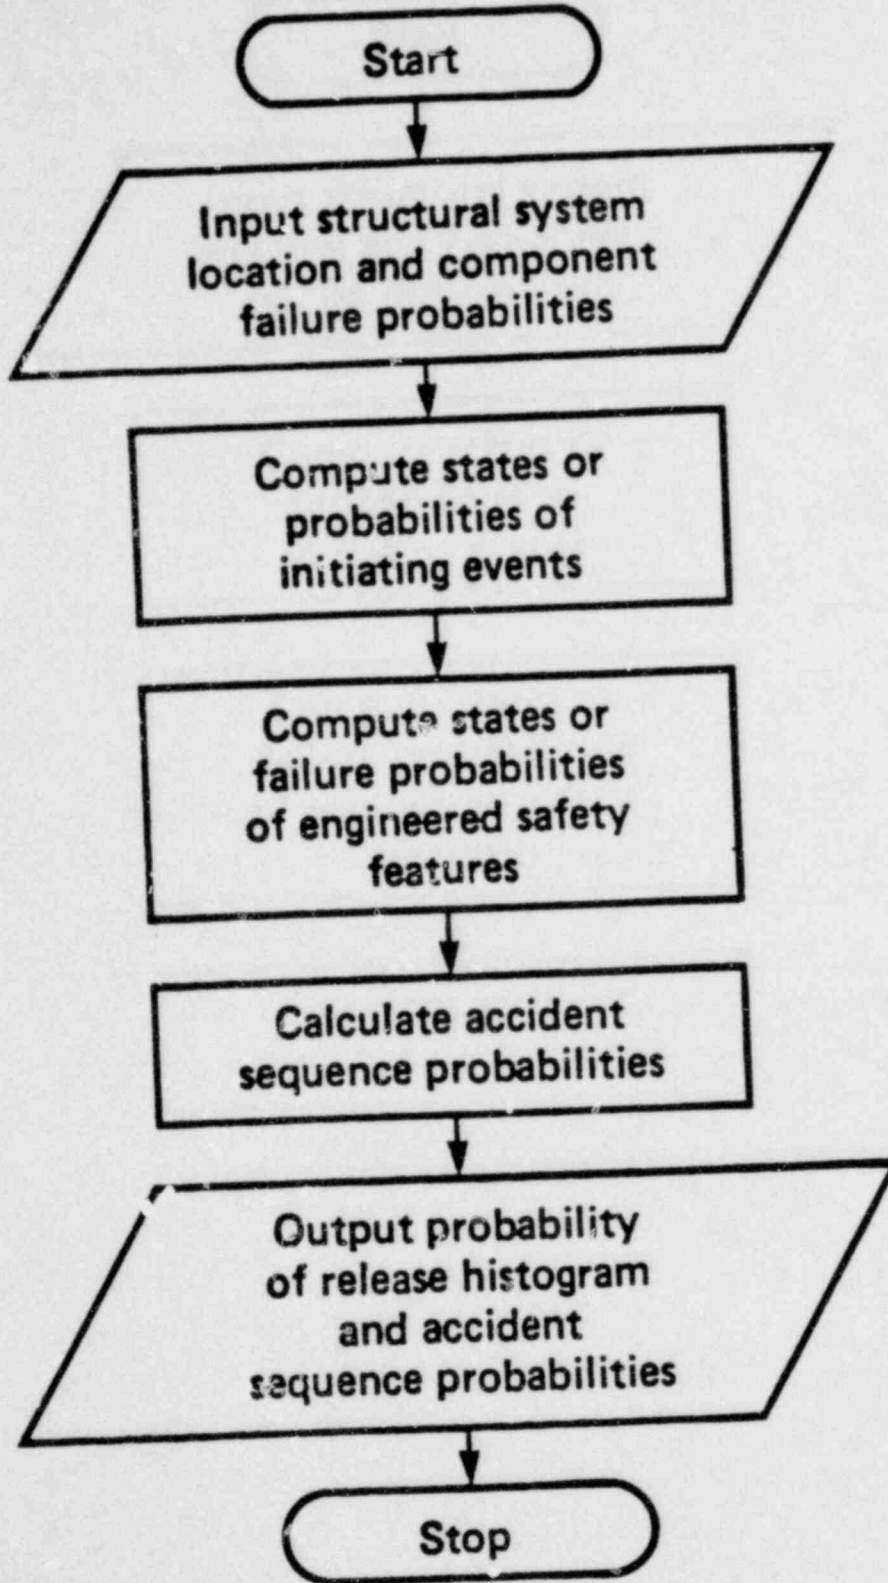 Start
Input structural system
location and component
failure probabilities
Compute states or
probabilities of
initiating events
Compute states or
failure probabilities
of engineered safety
features
Calculate accident
sequence probabilities
Output probability
of release histogram
and accident
sequence probabilities
Stop